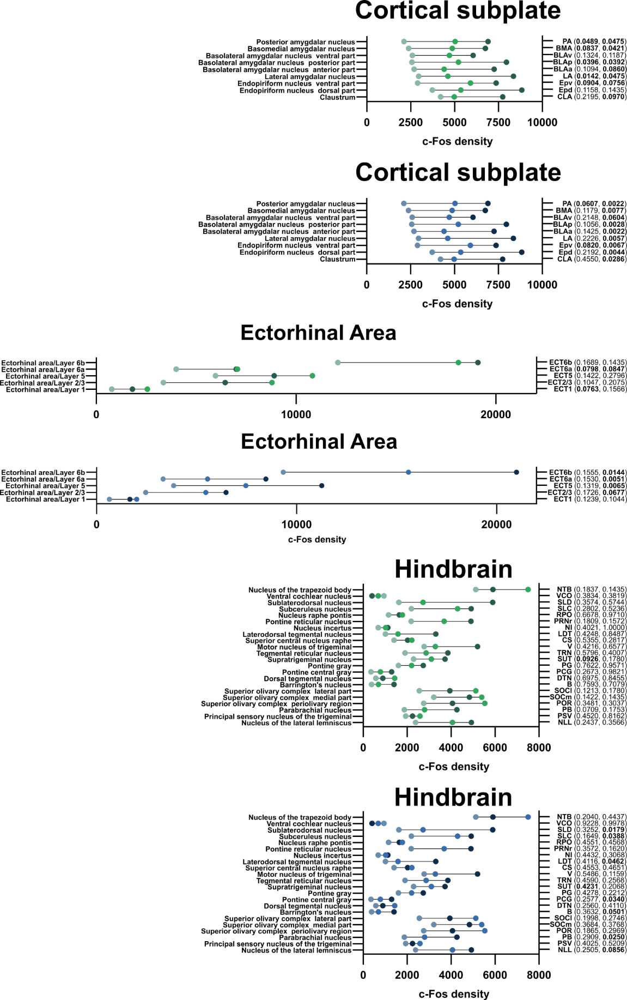 Cortical subplate
Posterior amygdalar nucleus PA (0.0489, 0.0475)
Basomedial amygdalar nucleus BMA (0.0837, 0.0421)
Basolateral amygdalar nucleus ventral part BLAv (0.1324, 0.1187)
Basolateral amygdalar nucleus posterior part BLAp (0.0396, 0.0392)
Basolateral amygdalar nucleus anterior part BLAa (0.1094, 0.0860)
Lateral amygdalar nucleus LA (0.0142, 0.0475)
Endopiriform nucleus ventral part Epv (0.0904, 0.0756)
Endopiriform nucleus dorsal part Epd (0.1158, 0.1435)
Claustrum CLA (0.2195, 0.0970)
0 2500 5000 7500 10000
c-Fos density
Cortical subplate
Posterior amygdalar nucleus PA (0.0607, 0.0022)
Basomedial amygdalar nucleus BMA (0.1179, 0.0077)
Basolateral amygdalar nucleus ventral part BLAv (0.2148, 0.0604)
Basolateral amygdalar nucleus posterior part BLAp (0.1056, 0.0028)
Basolateral amygdalar nucleus anterior part BLAa (0.1425, 0.0022)
Lateral amygdalar nucleus LA (0.2226, 0.0057)
Endopiriform nucleus ventral part Epv (0.0820, 0.0067)
Endopiriform nucleus dorsal part Epd (0.2192, 0.0044)
Claustrum CLA (0.4550, 0.0286)
0 2500 5000 7500 10000
c-Fos density
Ectorhinal Area
Ectorhinal area/Layer 6b ECT6b (0.1689, 0.1435)
Ectorhinal area/Layer 6a ECT6a (0.0798, 0.0847)
Ectorhinal area/Layer 5 ECT5 (0.1422, 0.2796)
Ectorhinal area/Layer 2/3 ECT2/3 (0.1047, 0.2075)
Ectorhinal area/Layer 1 ECT1 (0.0763, 0.1566)
0 10000 20000
Ectorhinal Area
Ectorhinal area/Layer 6b ECT6b (0.1555, 0.0144)
Ectorhinal area/Layer 6a ECT6a (0.1530, 0.0051)
Ectorhinal area/Layer 5 ECT5 (0.1319, 0.0065)
Ectorhinal area/Layer 2/3 ECT2/3 (0.1726, 0.0677)
Ectorhinal area/Layer 1 ECT1 (0.1239, 0.1044)
0 10000 20000
c-Fos density
Hindbrain
Nucleus of the trapezoid body NTB (0.1837, 0.1435)
Ventral cochlear nucleus VCO (0.3834, 0.3819)
Sublaterodorsal nucleus SLD (0.3574, 0.5744)
Subceruleus nucleus SLC (0.2802, 0.5236)
Nucleus raphe pontis RPO (0.6678, 0.9710)
Pontine reticular nucleus PRNr (0.1809, 0.1572)
Nucleus incertus NI (0.4021, 1.0000)
Laterodorsal tegmental nucleus LDT (0.4248, 0.8487)
Superior central nucleus raphe CS (0.5355, 0.2817)
Motor nucleus of trigeminal V (0.4216, 0.6577)
Tegmental reticular nucleus TRN (0.5796, 0.4007)
Supratrigeminal nucleus SUT (0.0926, 0.1780)
Pontine gray PG (0.7622, 0.9571)
Pontine central gray PCG (0.2673, 0.9821)
Dorsal tegmental nucleus DTN (0.6975, 0.8455)
Barrington's nucleus B (0.7593, 0.7079)
Superior olivary complex lateral part SOCl (0.1213, 0.1780)
Superior olivary complex medial part SOCm (0.1422, 0.1435)
Superior olivary complex periolivary region POR (0.3481, 0.3037)
Parabrachial nucleus PB (0.0709, 0.1753)
Principal sensory nucleus of the trigeminal PSV (0.4520, 0.8162)
Nucleus of the lateral lemniscus NLL (0.2437, 0.3566)
0 2000 4000 6000 8000
c-Fos density
Hindbrain
Nucleus of the trapezoid body NTB (0.2040, 0.4437)
Ventral cochlear nucleus VCO (0.9228, 0.9978)
Sublaterodorsal nucleus SLD (0.3252, 0.0179)
Subceruleus nucleus SLC (0.1649, 0.0388)
Nucleus raphe pontis RPO (0.4551, 0.4568)
Pontine reticular nucleus PRNr (0.3572, 0.1620)
Nucleus incertus NI (0.4432, 0.3068)
Laterodorsal tegmental nucleus LDT (0.4116, 0.0462)
Superior central nucleus raphe CS (0.4553, 0.4651)
Motor nucleus of trigeminal V (0.5486, 0.1159)
Tegmental reticular nucleus TRN (0.4590, 0.2568)
Supratrigeminal nucleus SUT (0.4231, 0.2068)
Pontine gray PG (0.4278, 0.2212)
Pontine central gray PCG (0.2577, 0.0340)
Dorsal tegmental nucleus DTN (0.2560, 0.4110)
Barrington's nucleus B (0.3632, 0.0501)
Superior olivary complex lateral part SOCl (0.1998, 0.2746)
Superior olivary complex medial part SOCm (0.3684, 0.3768)
Superior olivary complex periolivary region POR (0.1865, 0.2969)
Parabrachial nucleus PB (0.2909, 0.0250)
Principal sensory nucleus of the trigeminal PSV (0.4025, 0.5209)
Nucleus of the lateral lemniscus NLL (0.2505, 0.0856)
0 2000 4000 6000 8000
c-Fos density